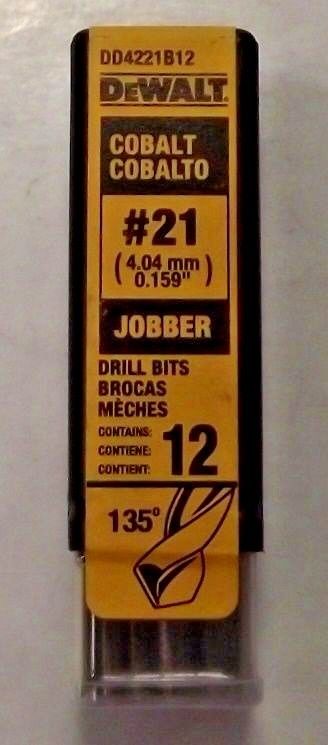 DD4221B12
DEWALT
COBALT
COBALTO
#21
(4.04 mm
0.159")
JOBBER
DRILL BITS
BROCAS
MÈCHES
CONTAINS:
CONTIENE:
CONTIENT:
12
135°